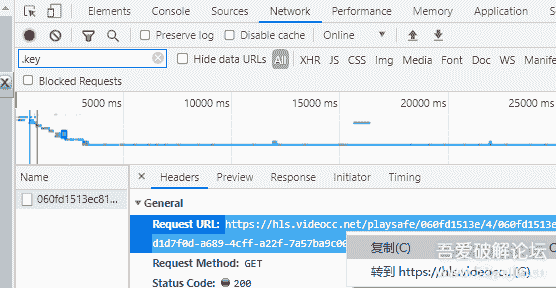 Elements Console Sources Network Performance Memory Application Security
Preserve log Disable cache Online
.key Hide data URLs All XHR JS CSS Img Media Font Doc WS Manifest
Blocked Requests
5000 ms 10000 ms 15000 ms 20000 ms 25000 ms
Name × Headers Preview Response Initiator Timing
060fd1513ec81... General
Request URL: https://hls.videocc.net/playsafe/060fd1513e/4/060fd1513e
d1d7f0d-a689-4cff-a22f-7a57ba9c06
复制(C)
Request Method: GET
转到 https://hls.videocc...(G)
Status Code: 200
吾爱破解论坛